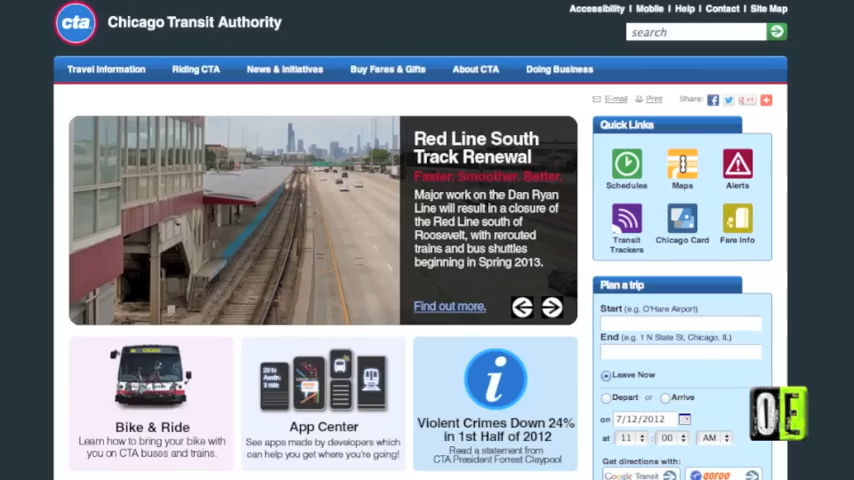 cta
Chicago Transit Authority
Accessibility | Mobile | Help | Contact | Site Map
search
Travel Information
Riding CTA
News & Initiatives
Buy Fares & Gifts
About CTA
Doing Business
E-mail
Print
Share:
Red Line South
Track Renewal
Faster. Smoother. Better.
Major work on the Dan Ryan
Line will result in a closure of
the Red Line south of
Roosevelt, with rerouted
trains and bus shuttles
beginning in Spring 2013.
Find out more.
Quick Links
Schedules
Maps
Alerts
Transit
Trackers
Chicago Card
Fare Info
Plan a trip
Start (e.g. O'Hare Airport)
End (e.g. 1 N State St, Chicago, IL)
Leave Now
Depart or Arrive
on 7/12/2012
at 11 : 00 AM
Get directions with:
Google Transit
goroo
Bike & Ride
Learn how to bring your bike with
you on CTA buses and trains.
App Center
See apps made by developers which
can help you get where you're going!
Violent Crimes Down 24%
in 1st Half of 2012
Read a statement from
CTA President Forrest Claypool
OE